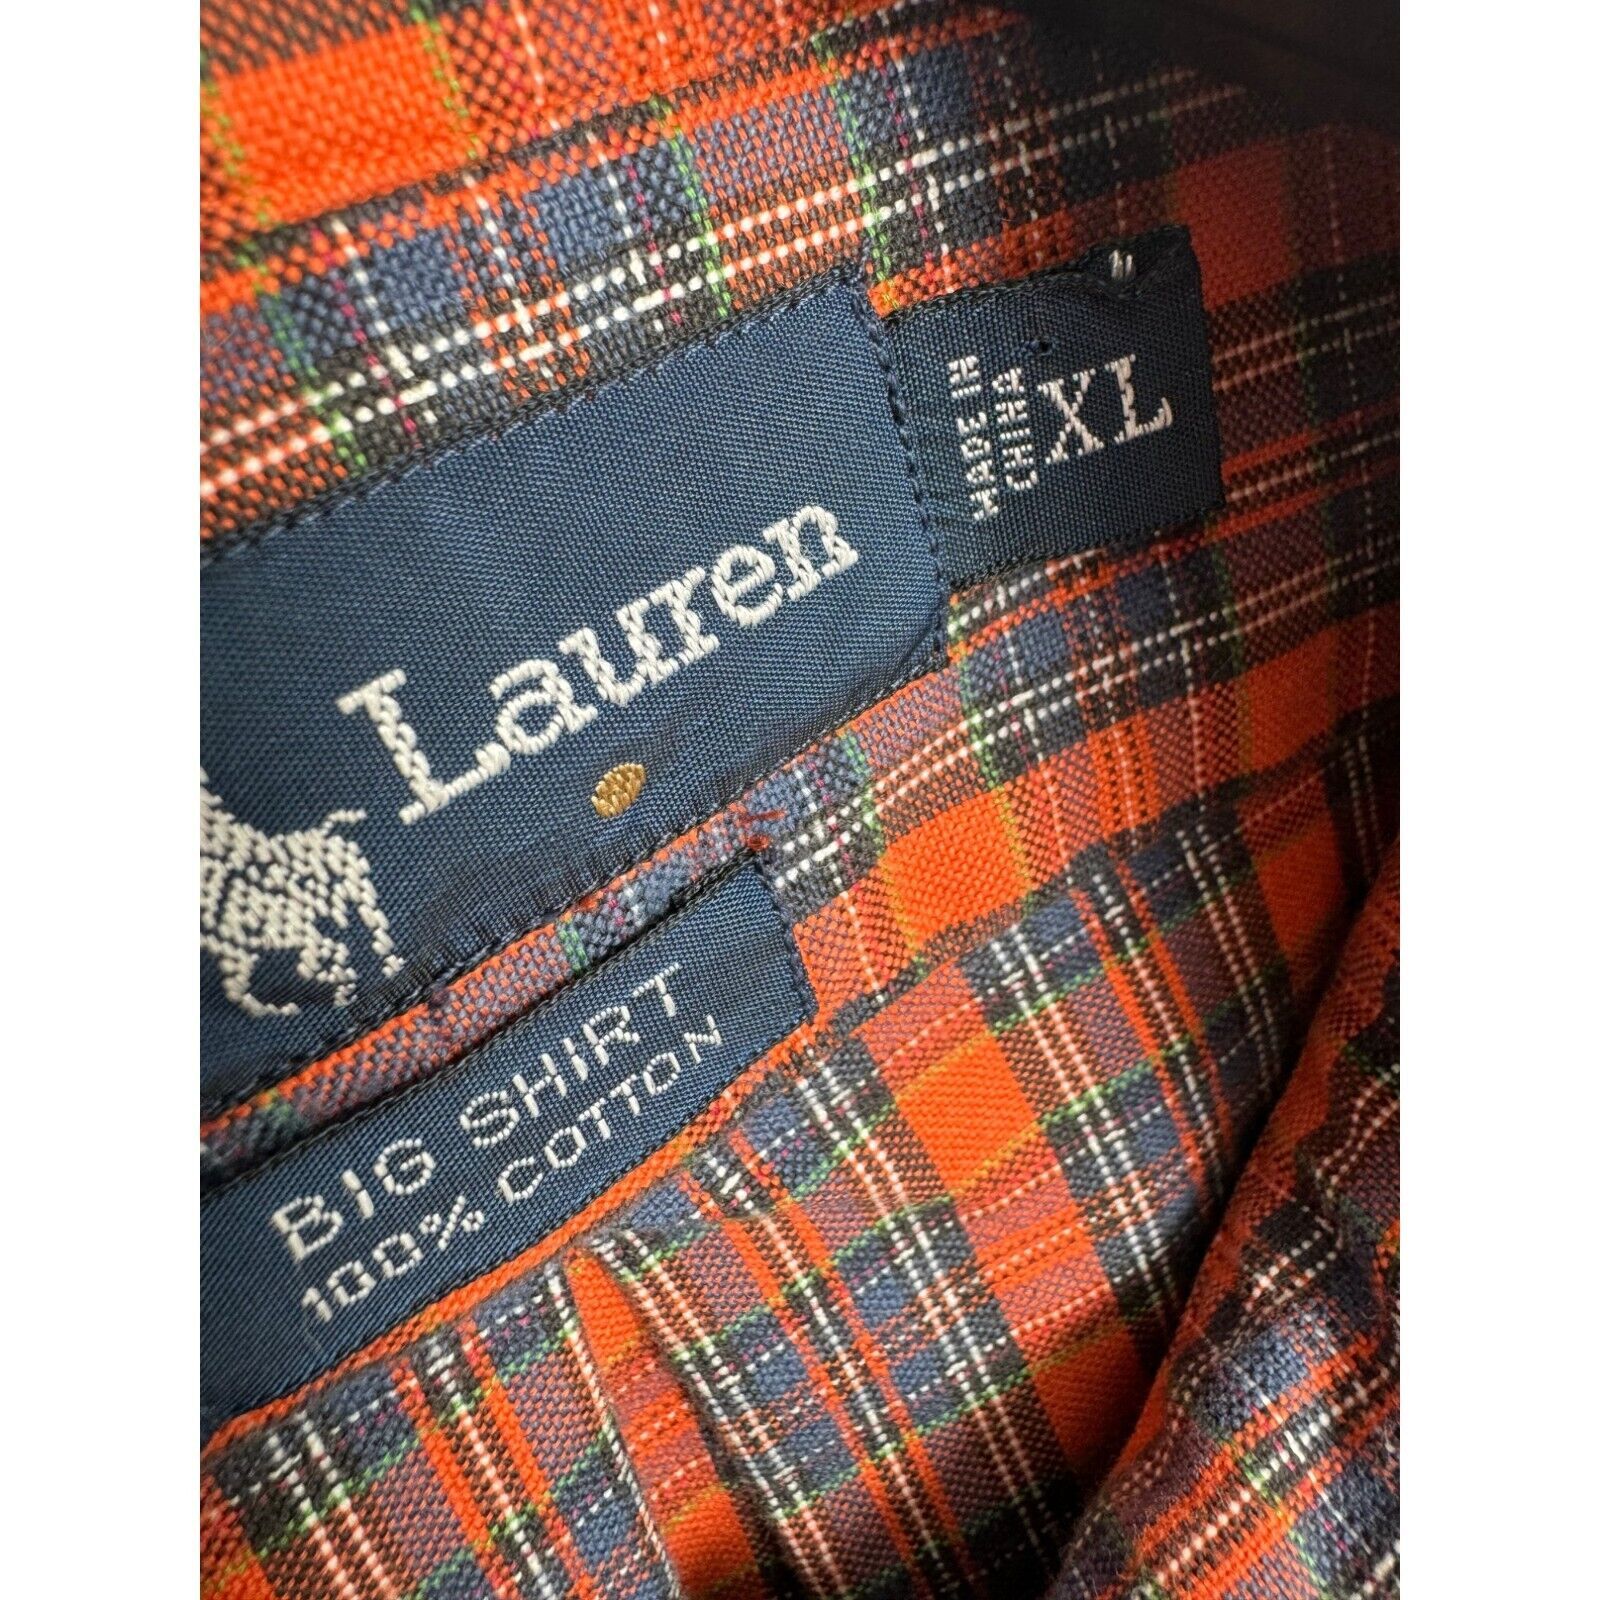 Lauren
MADE IN
CHINA
XL
BIG SHIRT
100% COTTON